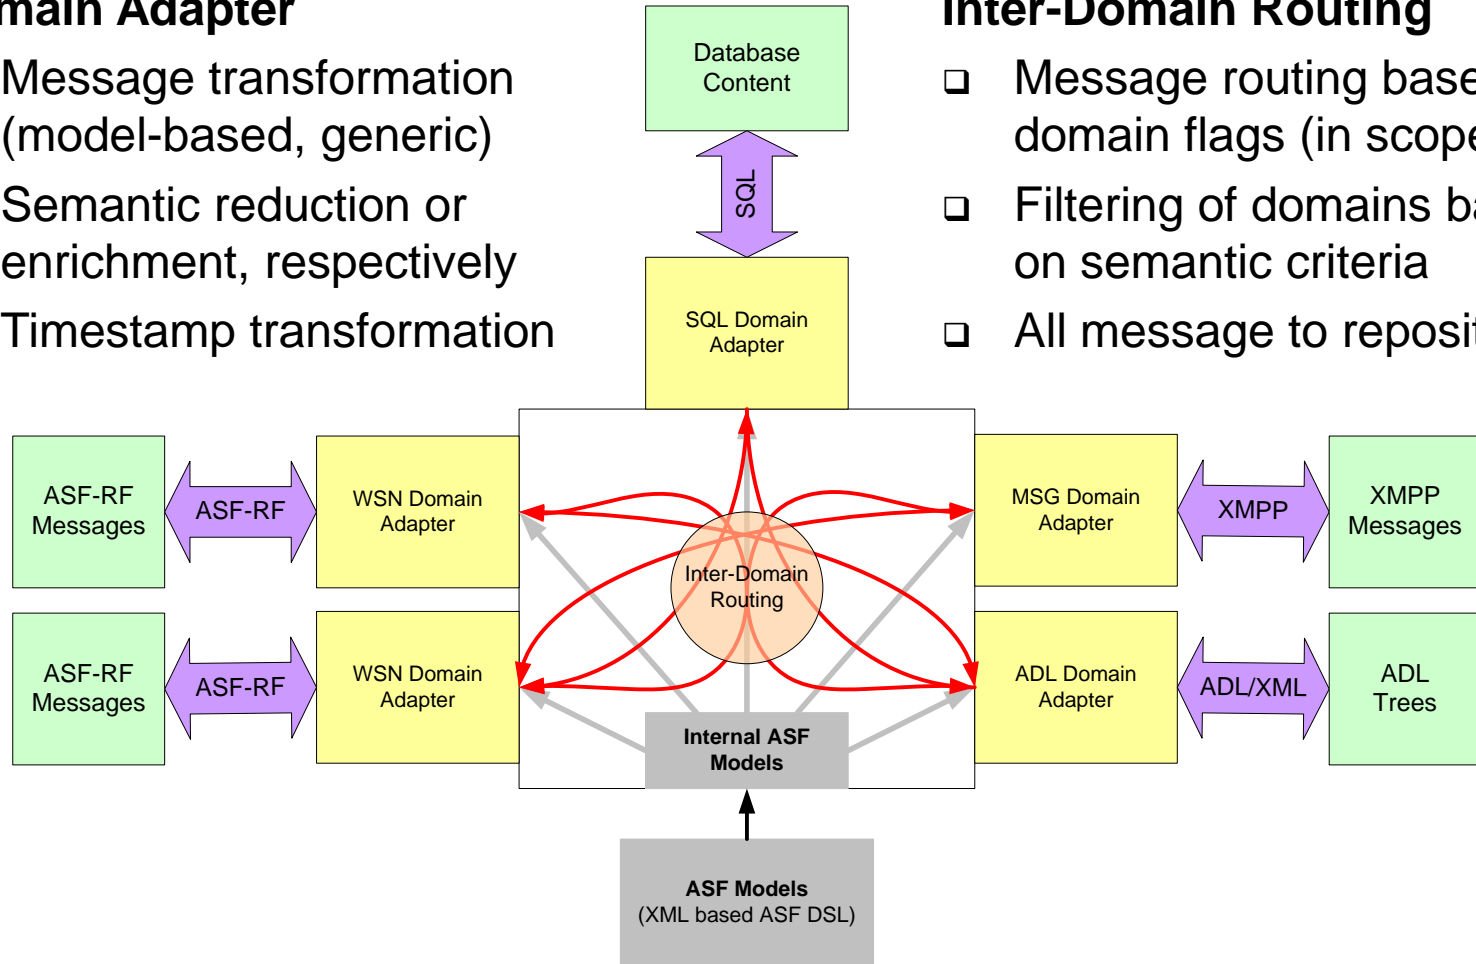 main Adapter
Message transformation
(model-based, generic)
Semantic reduction or
enrichment, respectively
Timestamp transformation
Inter-Domain Routing
Message routing base
domain flags (in scope
Filtering of domains ba
on semantic criteria
All message to reposit
Database
Content
SQL
SQL Domain
Adapter
ASF-RF
Messages
ASF-RF
WSN Domain
Adapter
MSG Domain
Adapter
XMPP
XMPP
Messages
Inter-Domain
Routing
ASF-RF
Messages
ASF-RF
WSN Domain
Adapter
ADL Domain
Adapter
ADL/XML
ADL
Trees
Internal ASF
Models
ASF Models
(XML based ASF DSL)